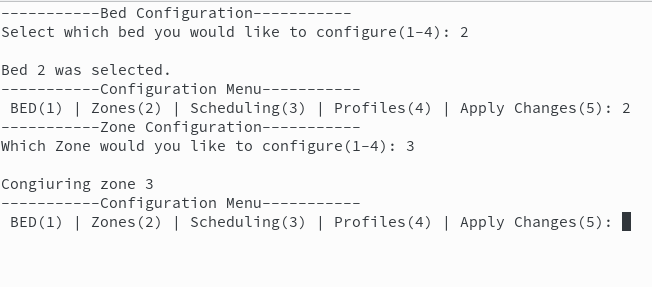 -----------Bed Configuration-----------
Select which bed you would like to configure(1-4): 2
Bed 2 was selected.
-----------Configuration Menu-----------
BED(1) | Zones(2) | Scheduling(3) | Profiles(4) | Apply Changes(5): 2
-----------Zone Configuration-----------
Which Zone would you like to configure(1-4): 3
Congiuring zone 3
-----------Configuration Menu-----------
BED(1) | Zones(2) | Scheduling(3) | Profiles(4) | Apply Changes(5):